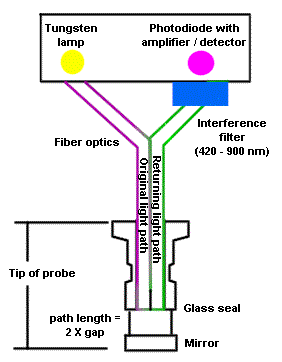 Tungsten
lamp
Photodiode with
amplifier / detector
Fiber optics
Interference
filter
(420 - 900 nm)
Original light path
Returning light path
Tip of probe
Glass seal
path length =
2 X gap
Mirror